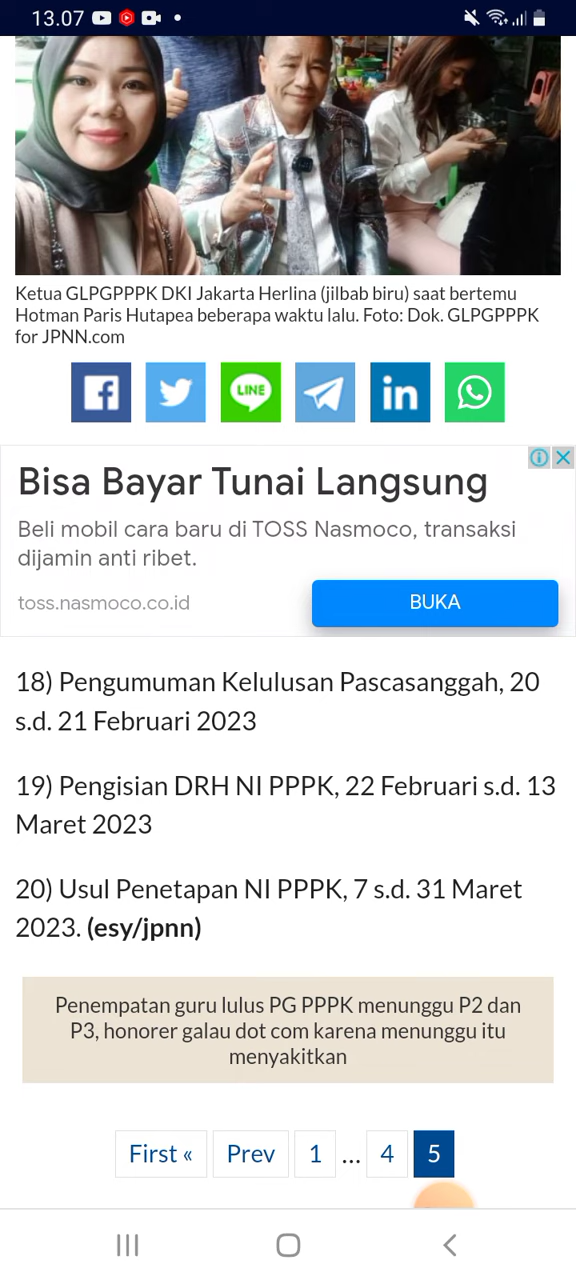 13.07
Ketua GLPGPPPK DKI Jakarta Herlina (jilbab biru) saat bertemu
Hotman Paris Hutapea beberapa waktu lalu. Foto: Dok. GLPGPPPK
for JPNN.com
LINE
Bisa Bayar Tunai Langsung
Beli mobil cara baru di TOSS Nasmoco, transaksi
dijamin anti ribet.
toss.nasmoco.co.id
BUKA
18) Pengumuman Kelulusan Pascasanggah, 20
s.d. 21 Februari 2023
19) Pengisian DRH NI PPPK, 22 Februari s.d. 13
Maret 2023
20) Usul Penetapan NI PPPK, 7 s.d. 31 Maret
2023. (esy/jpnn)
Penempatan guru lulus PG PPPK menunggu P2 dan
P3, honorer galau dot com karena menunggu itu
menyakitkan
First « Prev 1 ... 4 5